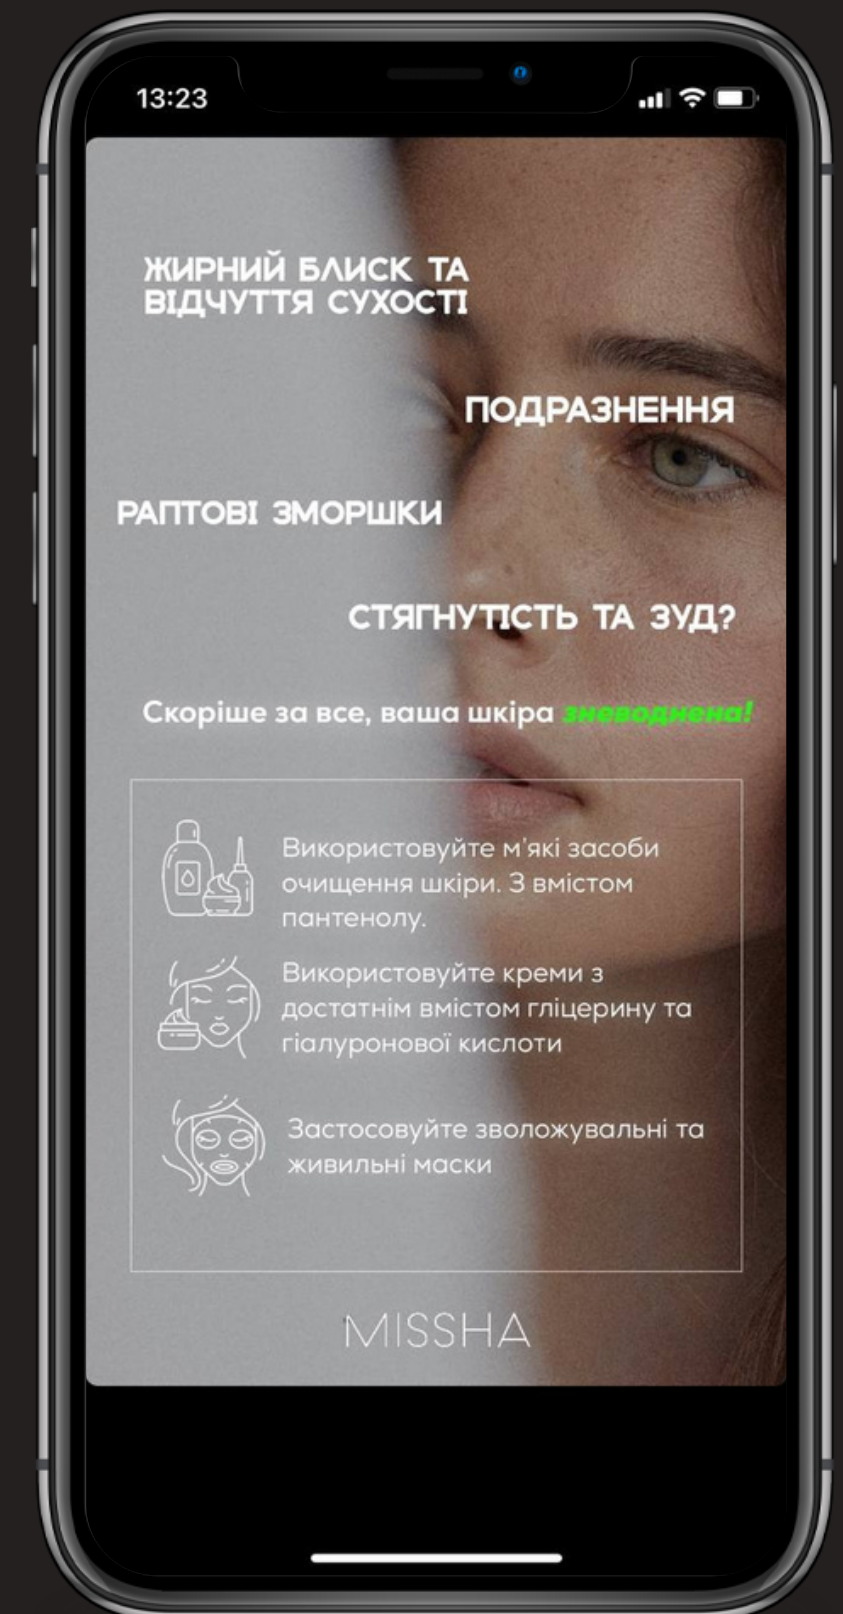 13:23
ЖИРНИЙ БЛИСК ТА
ВІДЧУТТЯ СУХОСТІ
ПОДРАЗНЕННЯ
РАПТОВІ ЗМОРШКИ
СТЯГНУТІСТЬ ТА ЗУД?
Скоріше за все, ваша шкіра зневоднена!
Використовуйте м'які засоби
очищення шкіри. З вмістом
пантенолу.
Використовуйте креми з
достатнім вмістом гліцерину та
гіалуронової кислоти
Застосовуйте зволожувальні та
живильні маски
MISSHA